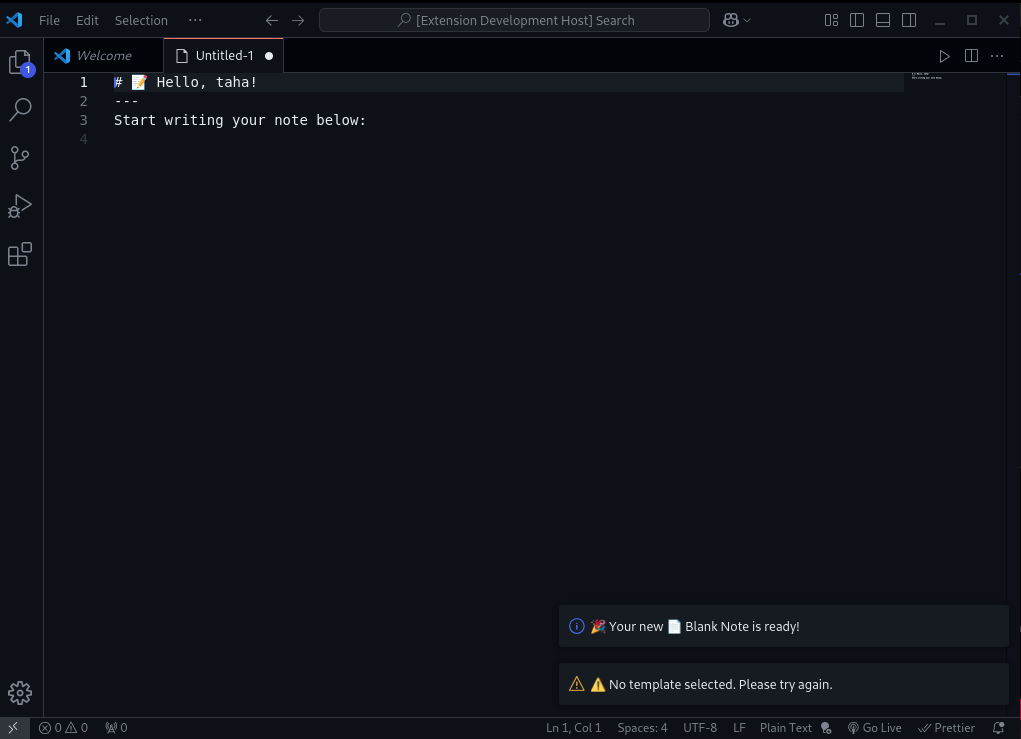 File Edit Selection ··· [Extension Development Host] Search
1
Welcome Untitled-1
1 # 📝 Hello, taha!
2 ---
3 Start writing your note below:
4
🎉 Your new 📄 Blank Note is ready!
⚠️ No template selected. Please try again.
0 0 0 Ln 1, Col 1 Spaces: 4 UTF-8 LF Plain Text Go Live Prettier